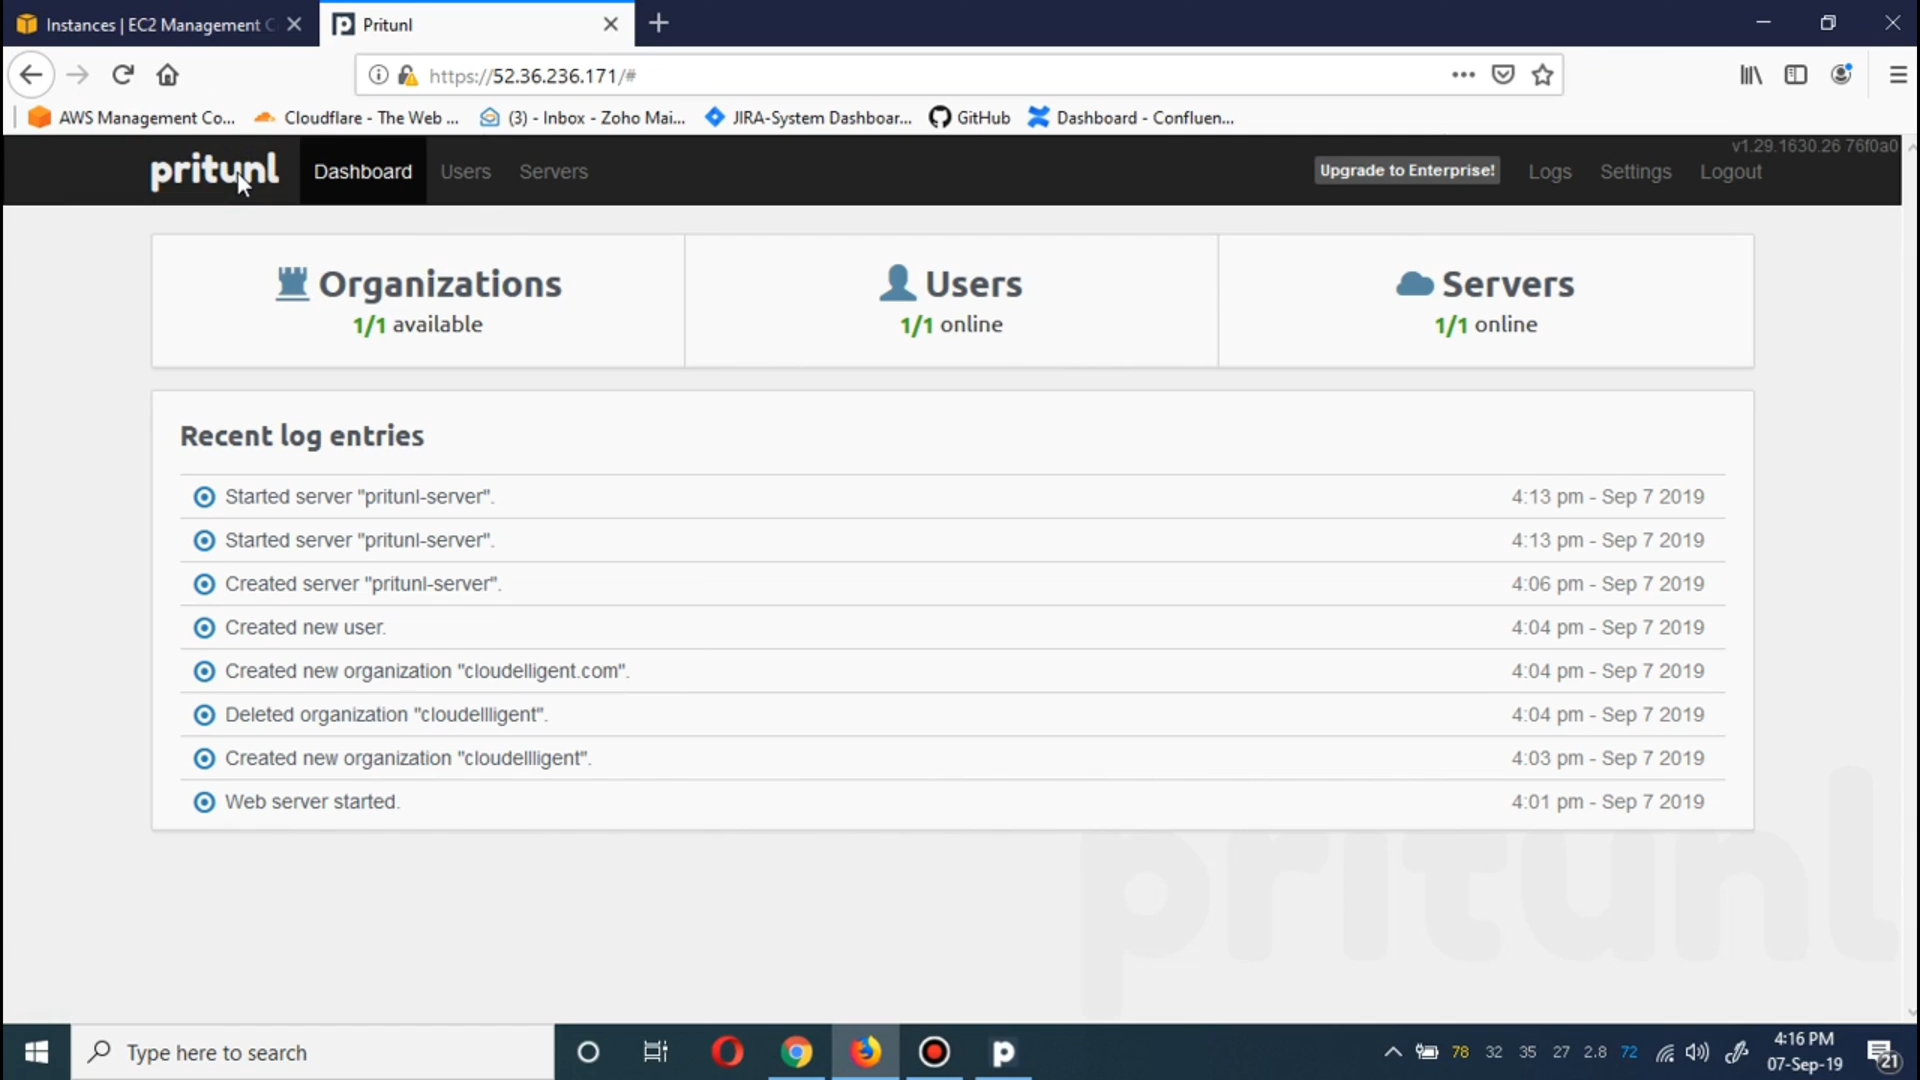 Instances | EC2 Management C
Pritunl
https://52.36.236.171/#
AWS Management Co...
Cloudflare - The Web ...
(3) - Inbox - Zoho Mai...
JIRA-System Dashboar...
GitHub
Dashboard - Confluen...
v1.29.1630.26 76f0a0
pritunl
Dashboard
Users
Servers
Upgrade to Enterprise!
Logs
Settings
Logout
Organizations
1/1 available
Users
1/1 online
Servers
1/1 online
Recent log entries
Started server "pritunl-server". 4:13 pm - Sep 7 2019
Started server "pritunl-server". 4:13 pm - Sep 7 2019
Created server "pritunl-server". 4:06 pm - Sep 7 2019
Created new user. 4:04 pm - Sep 7 2019
Created new organization "cloudelligent.com". 4:04 pm - Sep 7 2019
Deleted organization "cloudellligent". 4:04 pm - Sep 7 2019
Created new organization "cloudellligent". 4:03 pm - Sep 7 2019
Web server started. 4:01 pm - Sep 7 2019
pritunl
Type here to search
78 32 35 27 2.8 72
4:16 PM
07-Sep-19
21